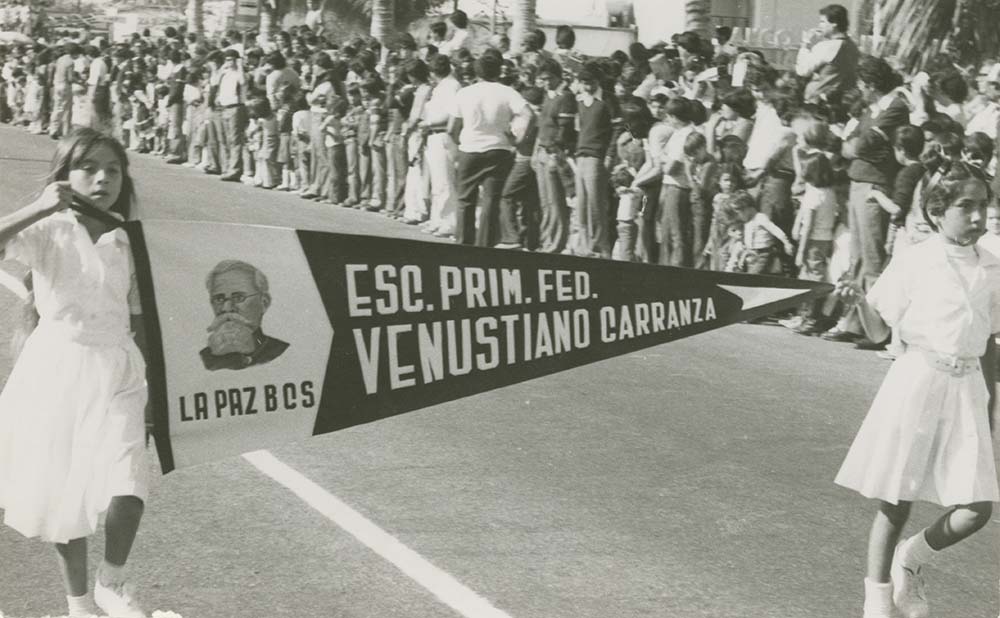 ESC. PRIM. FED.
VENUSTIANO CARRANZA
LA PAZ B C S